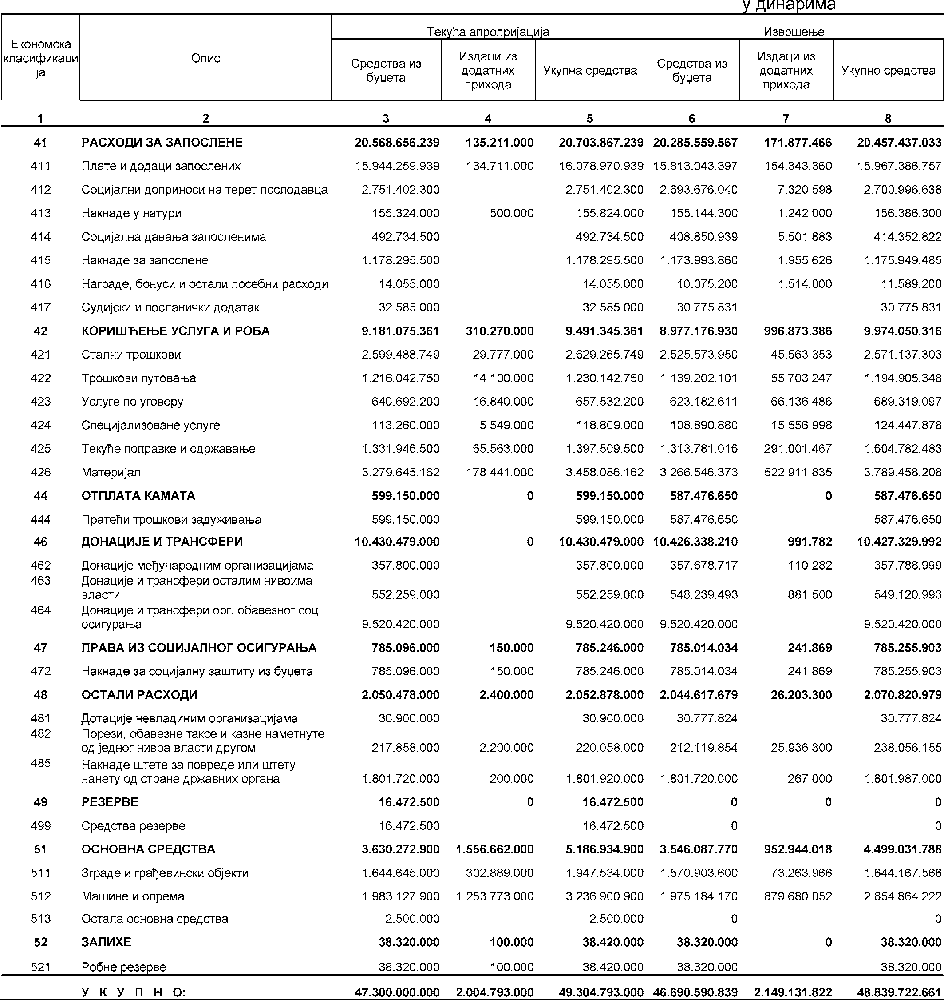 у динарима
Економска класификаци ја Опис Текућа апропријација Извршење
Средства из буџета Издаци из додатних прихода Укупна средства Средства из буџета Издаци из додатних прихода Укупно средства
1 2 3 4 5 6 7 8
41 РАСХОДИ ЗА ЗАПОСЛЕНЕ 20.568.656.239 135.211.000 20.703.867.239 20.285.559.567 171.877.466 20.457.437.033
411 Плате и додаци запослених 15.944.259.939 134.711.000 16.078.970.939 15.813.043.397 154.343.360 15.967.386.757
412 Социјални доприноси на терет послодавца 2.751.402.300 2.751.402.300 2.693.676.040 7.320.598 2.700.996.638
413 Накнаде у натури 155.324.000 500.000 155.824.000 155.144.300 1.242.000 156.386.300
414 Социјална давања запосленима 492.734.500 492.734.500 408.850.939 5.501.883 414.352.822
415 Накнаде за запослене 1.178.295.500 1.178.295.500 1.173.993.860 1.955.626 1.175.949.485
416 Награде, бонуси и остали посебни расходи 14.055.000 14.055.000 10.075.200 1.514.000 11.589.200
417 Судијски и посланички додатак 32.585.000 32.585.000 30.775.831 30.775.831
42 КОРИШЋЕЊЕ УСЛУГА И РОБА 9.181.075.361 310.270.000 9.491.345.361 8.977.176.930 996.873.386 9.974.050.316
421 Стални трошкови 2.599.488.749 29.777.000 2.629.265.749 2.525.573.950 45.563.353 2.571.137.303
422 Трошкови путовања 1.216.042.750 14.100.000 1.230.142.750 1.139.202.101 55.703.247 1.194.905.348
423 Услуге по уговору 640.692.200 16.840.000 657.532.200 623.182.611 66.136.486 689.319.097
424 Специјализоване услуге 113.260.000 5.549.000 118.809.000 108.890.880 15.556.998 124.447.878
425 Текуће поправке и одржавање 1.331.946.500 65.563.000 1.397.509.500 1.313.781.016 291.001.467 1.604.782.483
426 Материјал 3.279.645.162 178.441.000 3.458.086.162 3.266.546.373 522.911.835 3.789.458.208
44 ОТПЛАТА КАМАТА 599.150.000 0 599.150.000 587.476.650 0 587.476.650
444 Пратећи трошкови задуживања 599.150.000 599.150.000 587.476.650 587.476.650
46 ДОНАЦИЈЕ И ТРАНСФЕРИ 10.430.479.000 0 10.430.479.000 10.426.338.210 991.782 10.427.329.992
462 Донације међународним организацијама 357.800.000 357.800.000 357.678.717 110.282 357.788.999
463 Донације и трансфери осталим нивоима
власти 552.259.000 552.259.000 548.239.493 881.500 549.120.993
464 Донације и трансфери орг. обавезног соц.
осигурања 9.520.420.000 9.520.420.000 9.520.420.000 9.520.420.000
47 ПРАВА ИЗ СОЦИЈАЛНОГ ОСИГУРАЊА 785.096.000 150.000 785.246.000 785.014.034 241.869 785.255.903
472 Накнаде за социјалну заштиту из буџета 785.096.000 150.000 785.246.000 785.014.034 241.869 785.255.903
48 ОСТАЛИ РАСХОДИ 2.050.478.000 2.400.000 2.052.878.000 2.044.617.679 26.203.300 2.070.820.979
481 Дотације невладиним организацијама 30.900.000 30.900.000 30.777.824 30.777.824
482 Порези, обавезне таксе и казне наметнуте
од једног нивоа власти другом 217.858.000 2.200.000 220.058.000 212.119.854 25.936.300 238.056.155
485 Накнаде штете за повреде или штету
нанету од стране државних органа 1.801.720.000 200.000 1.801.920.000 1.801.720.000 267.000 1.801.987.000
49 РЕЗЕРВЕ 16.472.500 0 16.472.500 0 0 0
499 Средства резерве 16.472.500 16.472.500 0 0
51 ОСНОВНА СРЕДСТВА 3.630.272.900 1.556.662.000 5.186.934.900 3.546.087.770 952.944.018 4.499.031.788
511 Зграде и грађевински објекти 1.644.645.000 302.889.000 1.947.534.000 1.570.903.600 73.263.966 1.644.167.566
512 Машине и опрема 1.983.127.900 1.253.773.000 3.236.900.900 1.975.184.170 879.680.052 2.854.864.222
513 Остала основна средства 2.500.000 2.500.000 0 0
52 ЗАЛИХЕ 38.320.000 100.000 38.420.000 38.320.000 0 38.320.000
521 Робне резерве 38.320.000 100.000 38.420.000 38.320.000 38.320.000
У К У П Н О: 47.300.000.000 2.004.793.000 49.304.793.000 46.690.590.839 2.149.131.822 48.839.722.661